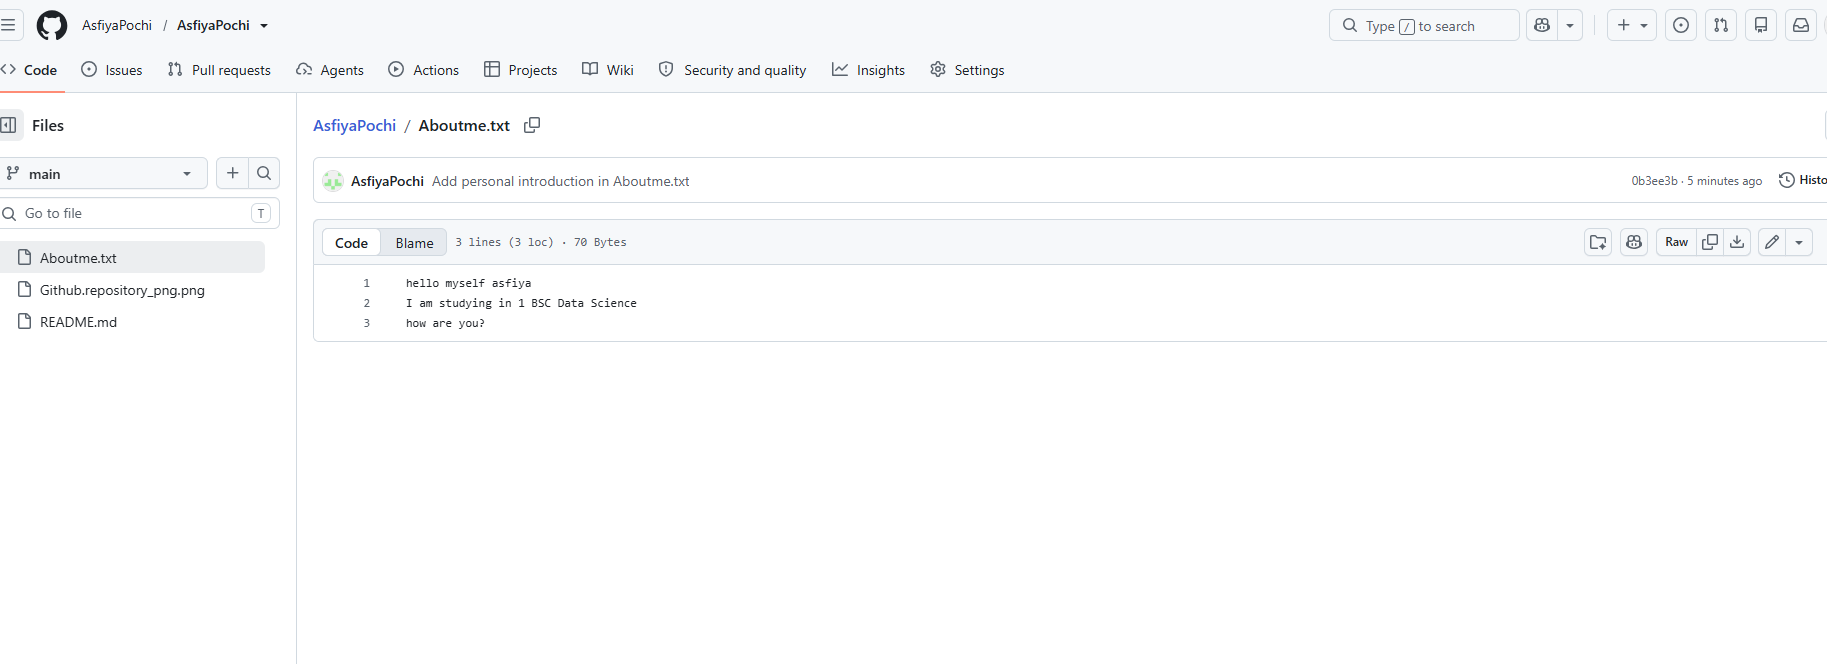 AsfiyaPochi / AsfiyaPochi
Type / to search
Code Issues Pull requests Agents Actions Projects Wiki Security and quality Insights Settings
Files
main
Go to file T
Aboutme.txt
Github.repository_png.png
README.md
AsfiyaPochi / Aboutme.txt
AsfiyaPochi Add personal introduction in Aboutme.txt
0b3ee3b · 5 minutes ago Histo
Code Blame 3 lines (3 loc) · 70 Bytes
Raw
1 hello myself asfiya
2 I am studying in 1 BSC Data Science
3 how are you?